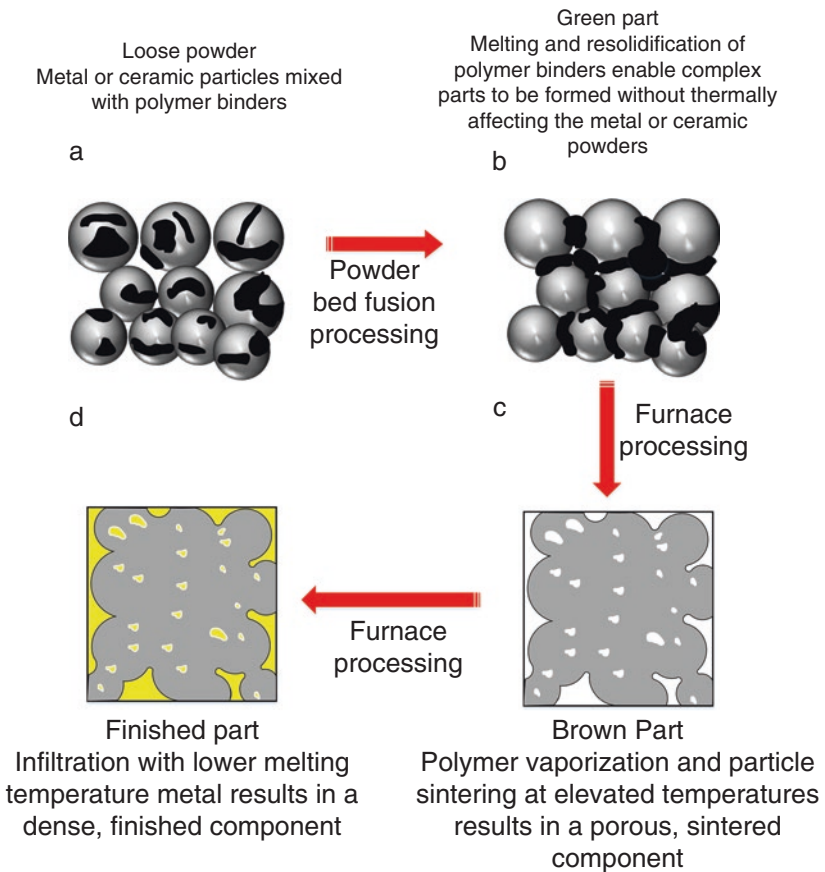 Loose powder
Metal or ceramic particles mixed
with polymer binders
a
Green part
Melting and resolidification of
polymer binders enable complex
parts to be formed without thermally
affecting the metal or ceramic
powders
b
Powder
bed fusion
processing
d
c
Furnace
processing
Furnace
processing
Finished part
Infiltration with lower melting
temperature metal results in a
dense, finished component
Brown Part
Polymer vaporization and particle
sintering at elevated temperatures
results in a porous, sintered
component